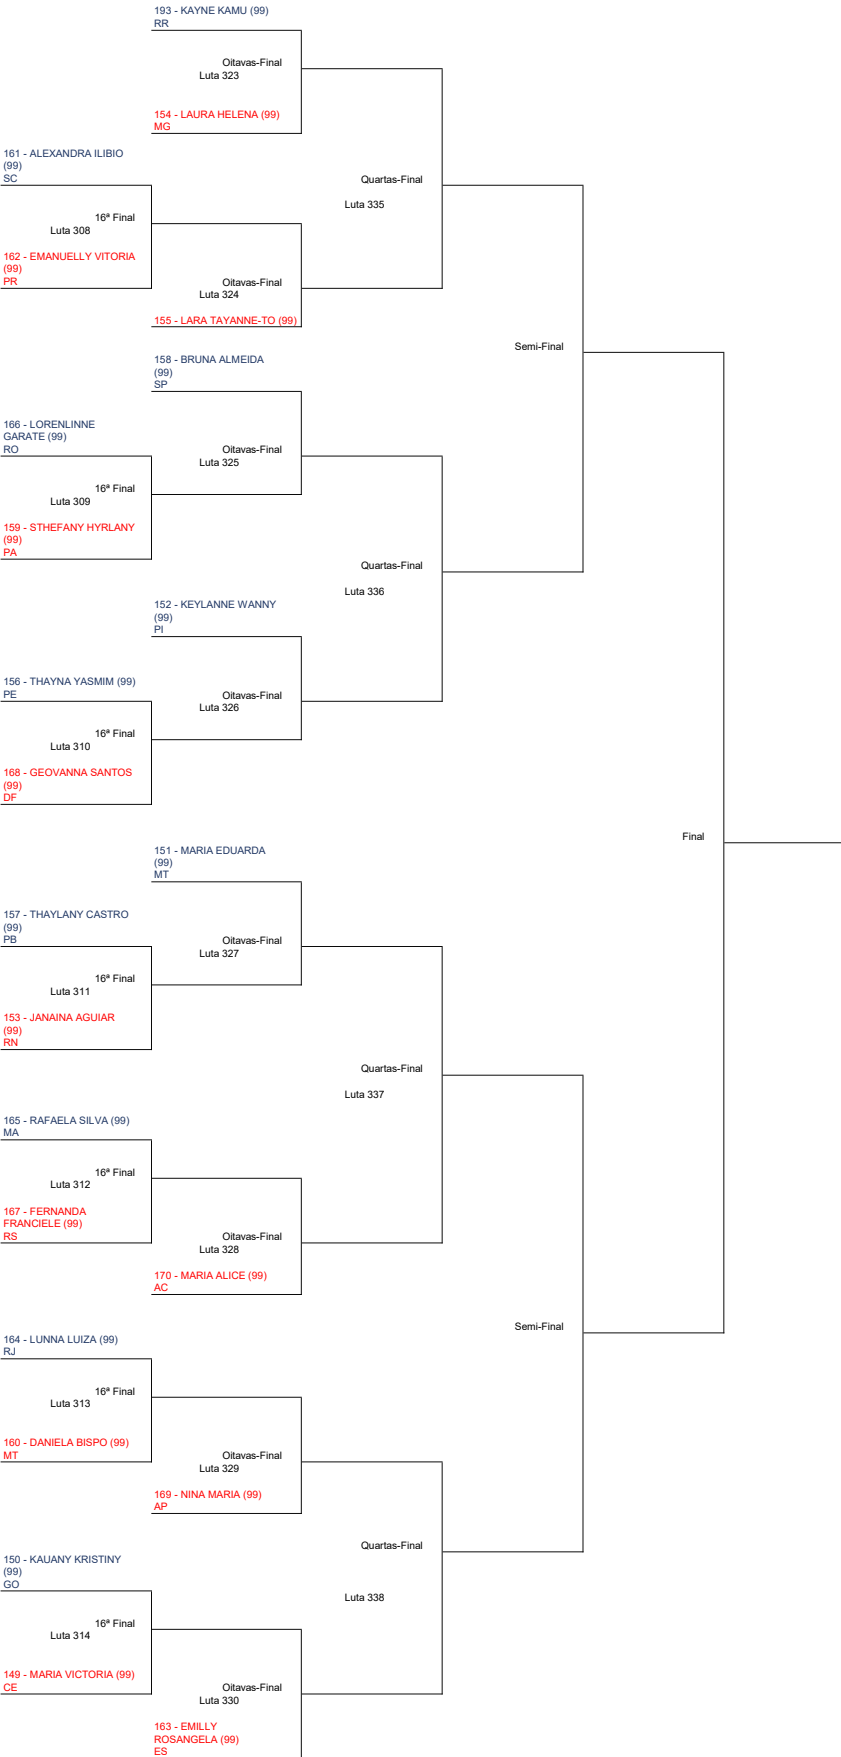 193 - KAYNE KAMU (99)
RR
Oitavas-Final
Luta 323
154 - LAURA HELENA (99)
MG
161 - ALEXANDRA ILIBIO
(99)
SC
Quartas-Final
Luta 335
16ª Final
Luta 308
162 - EMANUELLY VITORIA
(99)
PR
Oitavas-Final
Luta 324
155 - LARA TAYANNE-TO (99)
Semi-Final
158 - BRUNA ALMEIDA
(99)
SP
166 - LORENLINNE
GARATE (99)
RO
Oitavas-Final
Luta 325
16ª Final
Luta 309
159 - STHEFANY HYRLANY
(99)
PA
Quartas-Final
Luta 336
152 - KEYLANNE WANNY
(99)
PI
156 - THAYNA YASMIM (99)
PE
Oitavas-Final
Luta 326
16ª Final
Luta 310
168 - GEOVANNA SANTOS
(99)
DF
Final
151 - MARIA EDUARDA
(99)
MT
157 - THAYLANY CASTRO
(99)
PB
Oitavas-Final
Luta 327
16ª Final
Luta 311
153 - JANAINA AGUIAR
(99)
RN
Quartas-Final
Luta 337
165 - RAFAELA SILVA (99)
MA
16ª Final
Luta 312
167 - FERNANDA
FRANCIELE (99)
RS
Oitavas-Final
Luta 328
170 - MARIA ALICE (99)
AC
Semi-Final
164 - LUNNA LUIZA (99)
RJ
16ª Final
Luta 313
160 - DANIELA BISPO (99)
MT
Oitavas-Final
Luta 329
169 - NINA MARIA (99)
AP
Quartas-Final
Luta 338
150 - KAUANY KRISTINY
(99)
GO
16ª Final
Luta 314
149 - MARIA VICTORIA (99)
CE
Oitavas-Final
Luta 330
163 - EMILLY
ROSANGELA (99)
ES